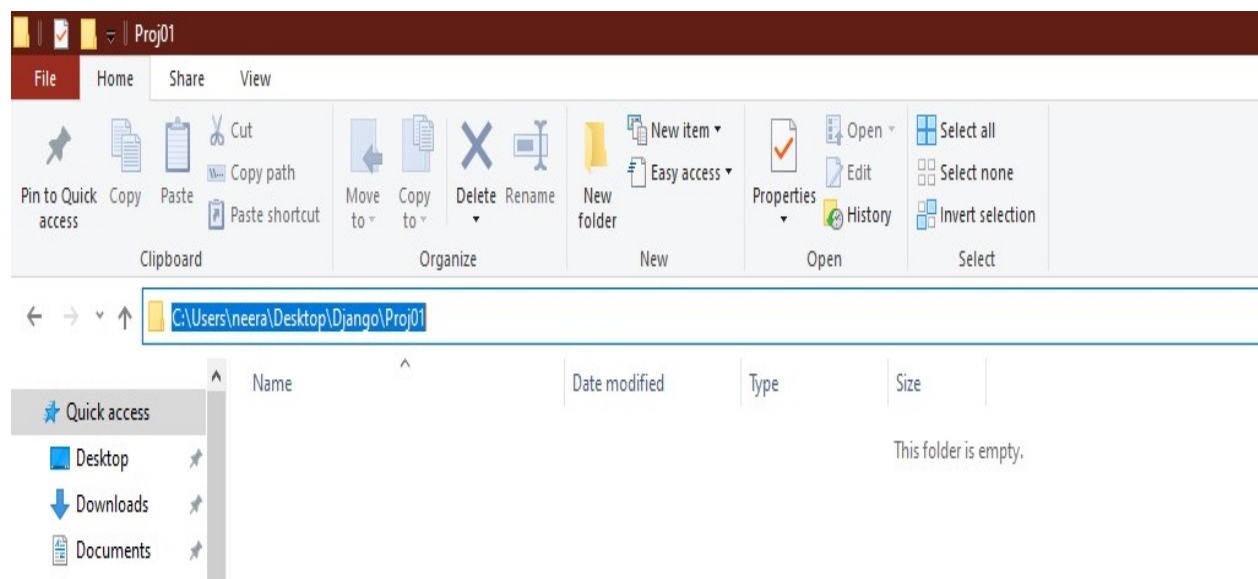 Proj01
File Home Share View
Pin to Quick access
Copy
Paste
Cut
Copy path
Paste shortcut
Clipboard
Move to
Copy to
Delete
Rename
Organize
New folder
New item
Easy access
New
Properties
Open
Edit
History
Open
Select all
Select none
Invert selection
Select
C:\Users\neera\Desktop\Django\Proj01
Name Date modified Type Size
This folder is empty.
Quick access
Desktop
Downloads
Documents